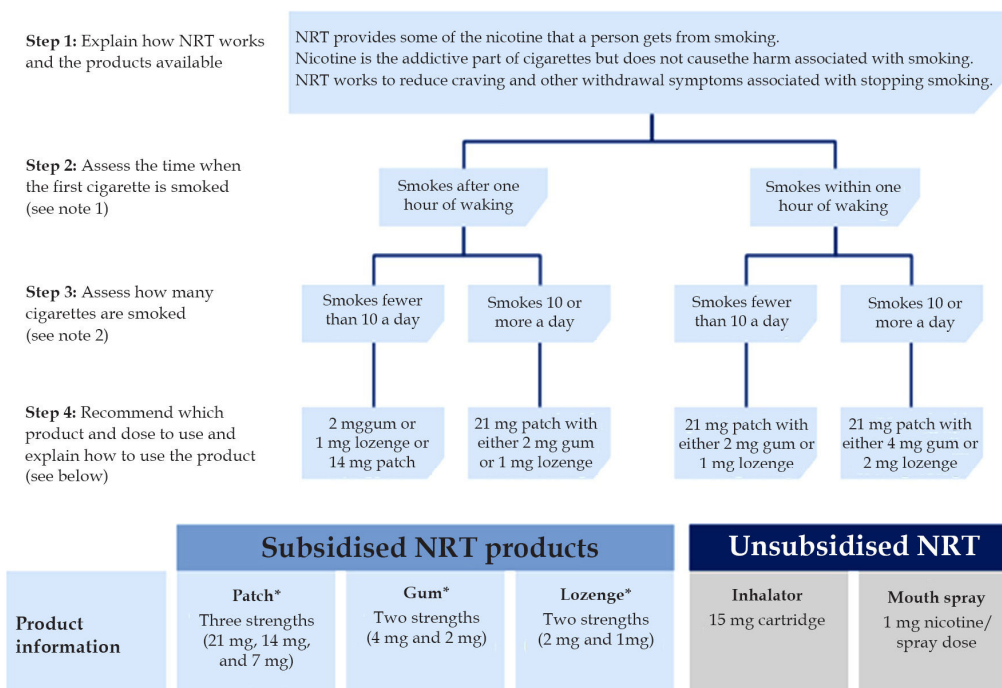 Step 1: Explain how NRT works
and the products available
NRT provides some of the nicotine that a person gets from smoking.
Nicotine is the addictive part of cigarettes but does not causethe harm associated with smoking.
NRT works to reduce craving and other withdrawal symptoms associated with stopping smoking.
Step 2: Assess the time when
the first cigarette is smoked
(see note 1)
Smokes after one
hour of waking
Smokes within one
hour of waking
Step 3: Assess how many
cigarettes are smoked
(see note 2)
Smokes fewer
than 10 a day
Smokes 10 or
more a day
Smokes fewer
than 10 a day
Smokes 10 or
more a day
Step 4: Recommend which
product and dose to use and
explain how to use the product
(see below)
2 mggum or
1 mg lozenge or
14 mg patch
21 mg patch with
either 2 mg gum
or 1 mg lozenge
21 mg patch with
either 2 mg gum or
1 mg lozenge
21 mg patch with
either 4 mg gum or
2 mg lozenge
Subsidised NRT products
Unsubsidised NRT
Product
information
Patch*
Three strengths
(21 mg, 14 mg,
and 7 mg)
Gum*
Two strengths
(4 mg and 2 mg)
Lozenge*
Two strengths
(2 mg and 1mg)
Inhalator
15 mg cartridge
Mouth spray
1 mg nicotine/
spray dose